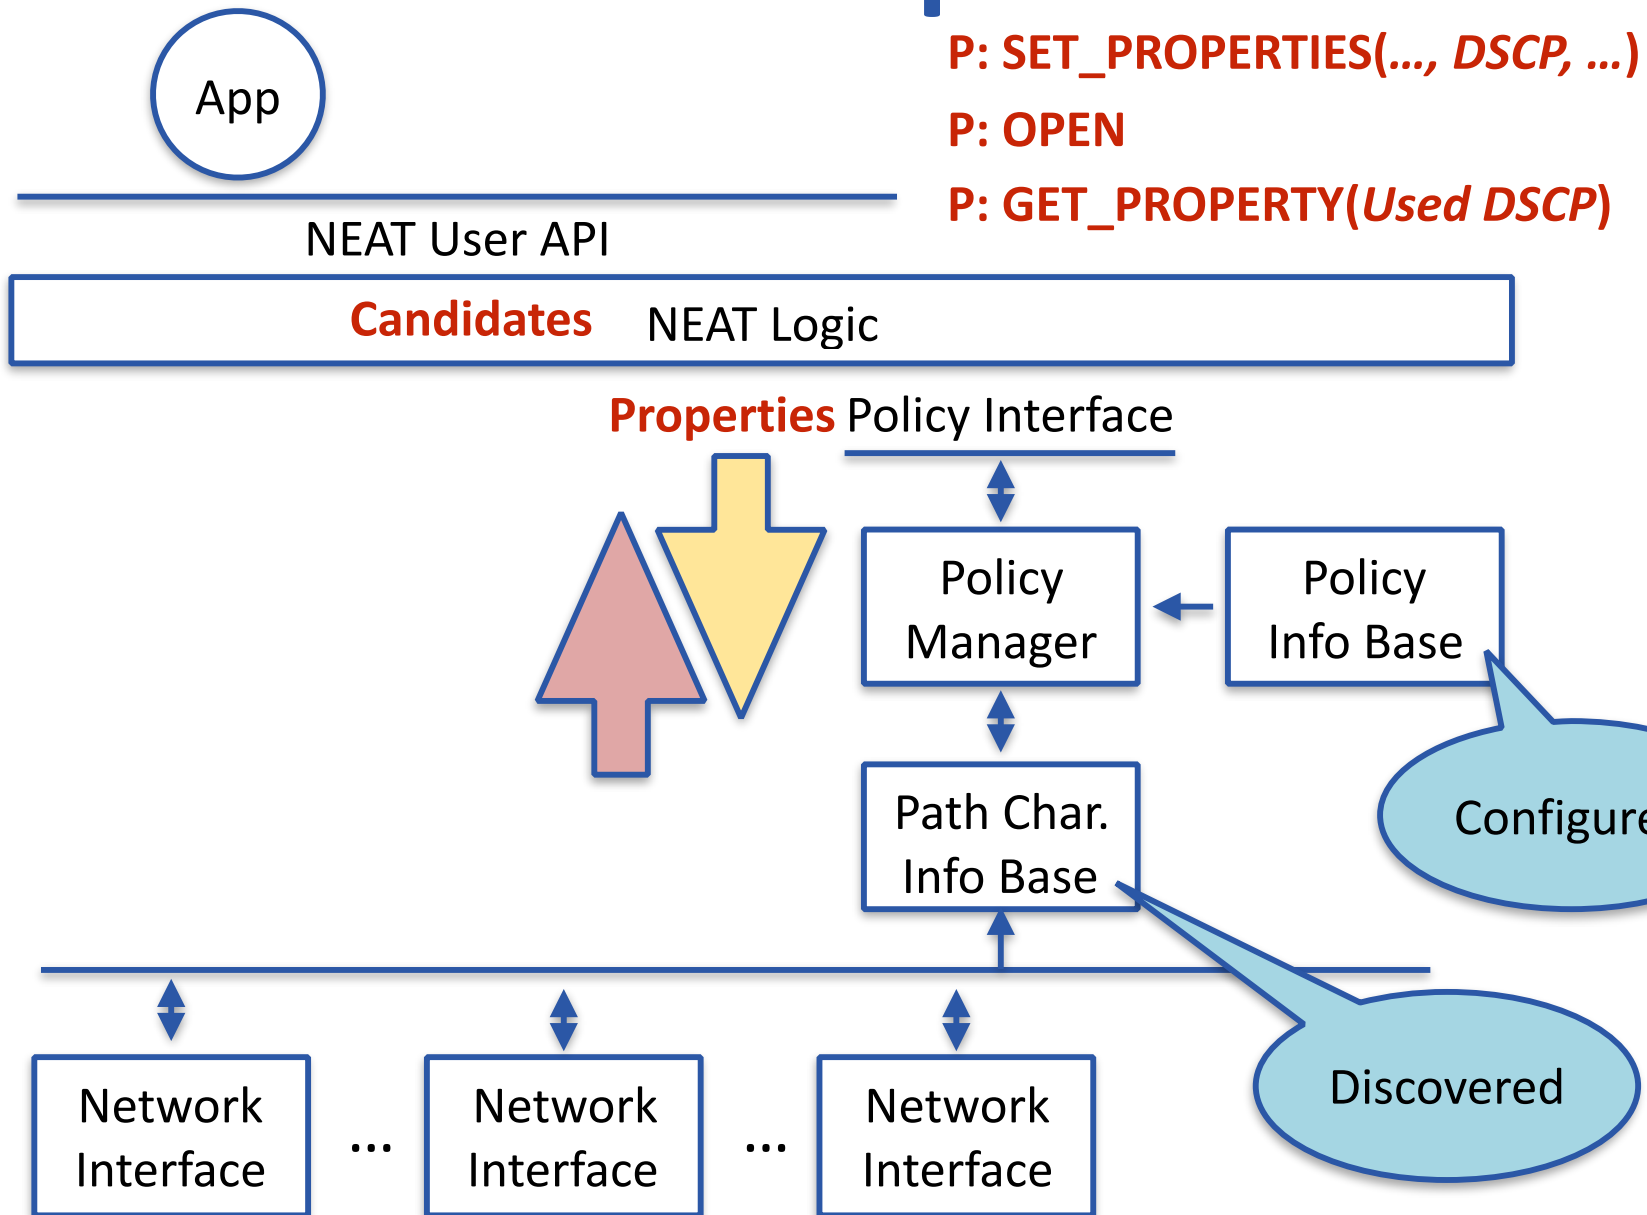 P: SET_PROPERTIES(…, DSCP, …)
App
P: OPEN
P: GET_PROPERTY(Used DSCP)
NEAT User API
Candidates NEAT Logic
Properties Policy Interface
Policy
Manager
Policy
Info Base
Path Char.
Info Base
Discovered
Network
Interface
...
Network
Interface
...
Network
Interface